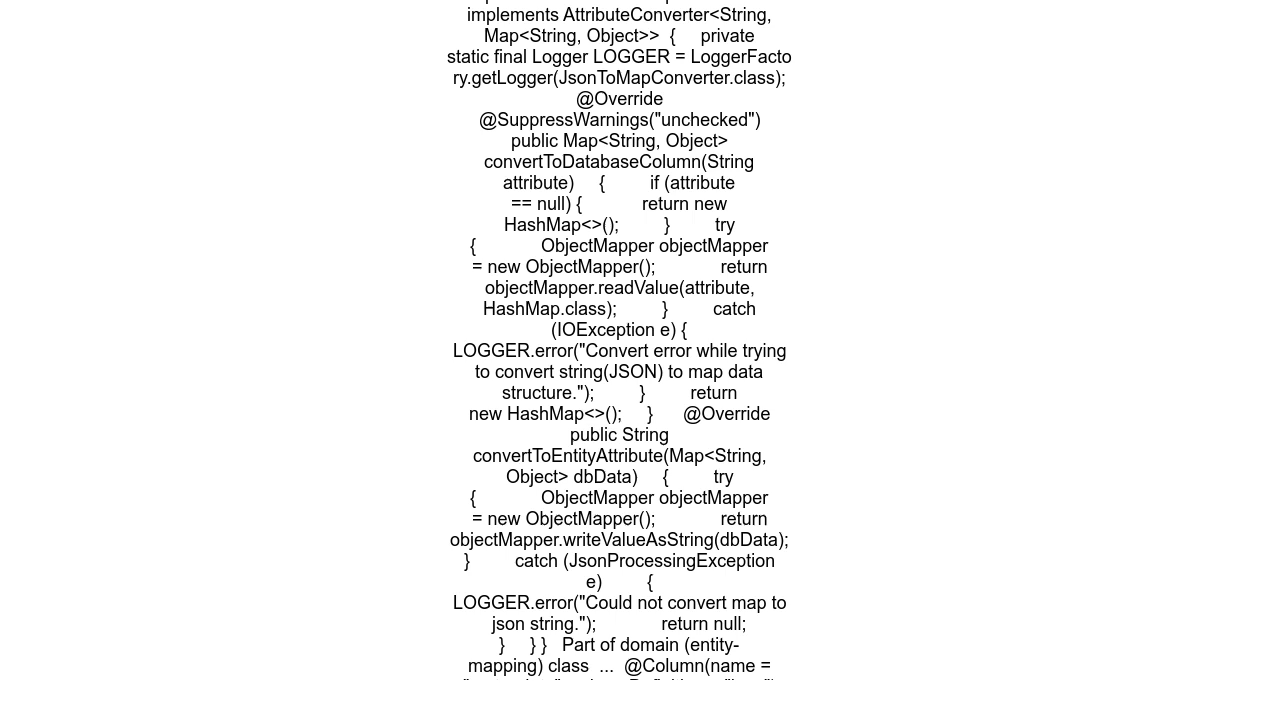 implements AttributeConverter<String,
Map<String, Object>>  {     private
static final Logger LOGGER = LoggerFacto
ry.getLogger(JsonToMapConverter.class);
@Override
@SuppressWarnings("unchecked")
public Map<String, Object>
convertToDatabaseColumn(String
attribute)     {         if (attribute
== null) {            return new
HashMap<>();         }         try
{             ObjectMapper objectMapper
= new ObjectMapper();             return
objectMapper.readValue(attribute,
HashMap.class);         }         catch
(IOException e) {
LOGGER.error("Convert error while trying
to convert string(JSON) to map data
structure.");         }         return
new HashMap<>();     }      @Override
public String
convertToEntityAttribute(Map<String,
Object> dbData)     {         try
{             ObjectMapper objectMapper
= new ObjectMapper();             return
objectMapper.writeValueAsString(dbData);
}         catch (JsonProcessingException
e)         {
LOGGER.error("Could not convert map to
json string.");             return null;
}     } }   Part of domain (entity-
mapping) class  ...  @Column(name =